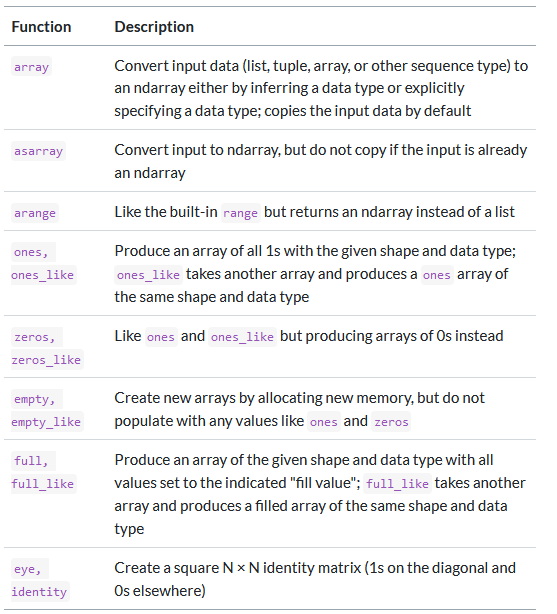 Function Description
array Convert input data (list, tuple, array, or other sequence type) to
an ndarray either by inferring a data type or explicitly
specifying a data type; copies the input data by default
asarray Convert input to ndarray, but do not copy if the input is already
an ndarray
arange Like the built-in range but returns an ndarray instead of a list
ones, Produce an array of all 1s with the given shape and data type;
ones_like ones_like takes another array and produces a ones array of
the same shape and data type
zeros, Like ones and ones_like but producing arrays of 0s instead
zeros_like
empty, Create new arrays by allocating new memory, but do not
empty_like populate with any values like ones and zeros
full, Produce an array of the given shape and data type with all
full_like values set to the indicated "fill value"; full_like takes another
array and produces a filled array of the same shape and data
type
eye, Create a square N × N identity matrix (1s on the diagonal and
identity 0s elsewhere)